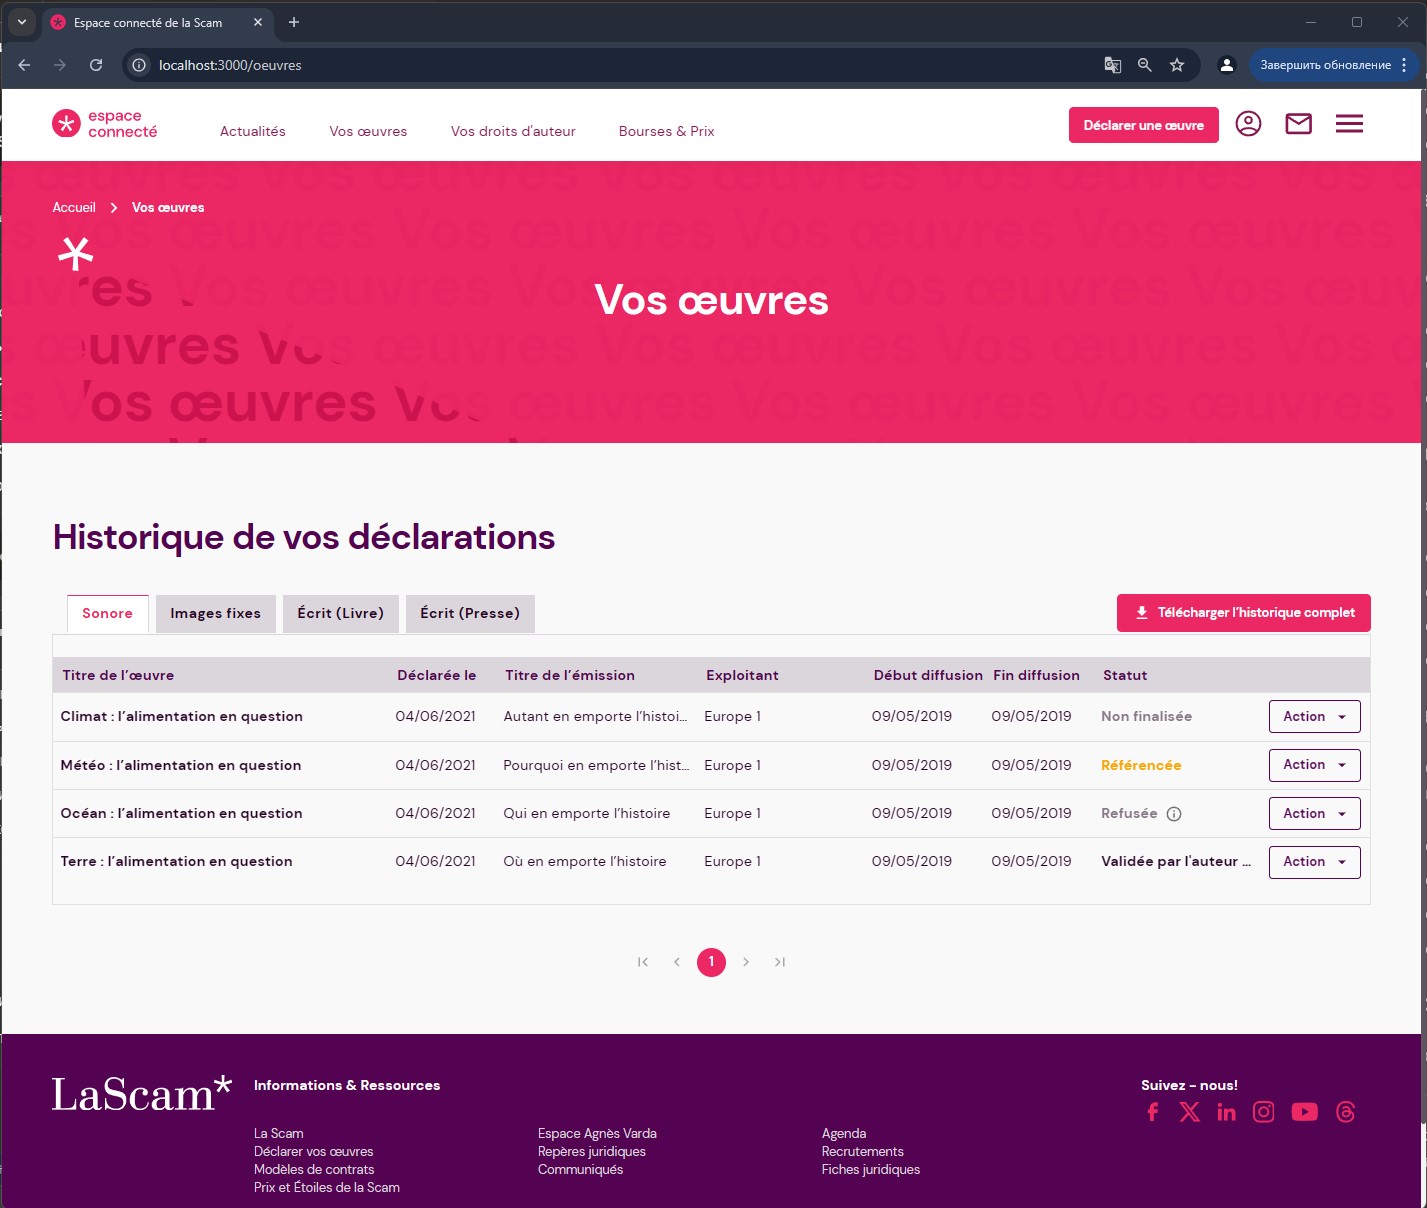 Espace connecté de la Scam
localhost:3000/oeuvres
Завершить обновление
espace
connecté
Actualités
Vos œuvres
Vos droits d'auteur
Bourses & Prix
Déclarer une œuvre
Accueil
Vos œuvres
Vos œuvres
Historique de vos déclarations
Sonore
Images fixes
Écrit (Livre)
Écrit (Presse)
Télécharger l'historique complet
Titre de l'œuvre Déclarée le Titre de l'émission Exploitant Début diffusion Fin diffusion Statut
Climat : l'alimentation en question 04/06/2021 Autant en emporte l'histoi... Europe 1 09/05/2019 09/05/2019 Non finalisée Action
Météo : l'alimentation en question 04/06/2021 Pourquoi en emporte l'hist... Europe 1 09/05/2019 09/05/2019 Référencée Action
Océan : l'alimentation en question 04/06/2021 Qui en emporte l'histoire Europe 1 09/05/2019 09/05/2019 Refusée Action
Terre : l'alimentation en question 04/06/2021 Où en emporte l'histoire Europe 1 09/05/2019 09/05/2019 Validée par l'auteur ... Action
1
LaScam*
Informations & Ressources
La Scam
Déclarer vos œuvres
Modèles de contrats
Prix et Étoiles de la Scam
Espace Agnès Varda
Repères juridiques
Communiqués
Agenda
Recrutements
Fiches juridiques
Suivez - nous!